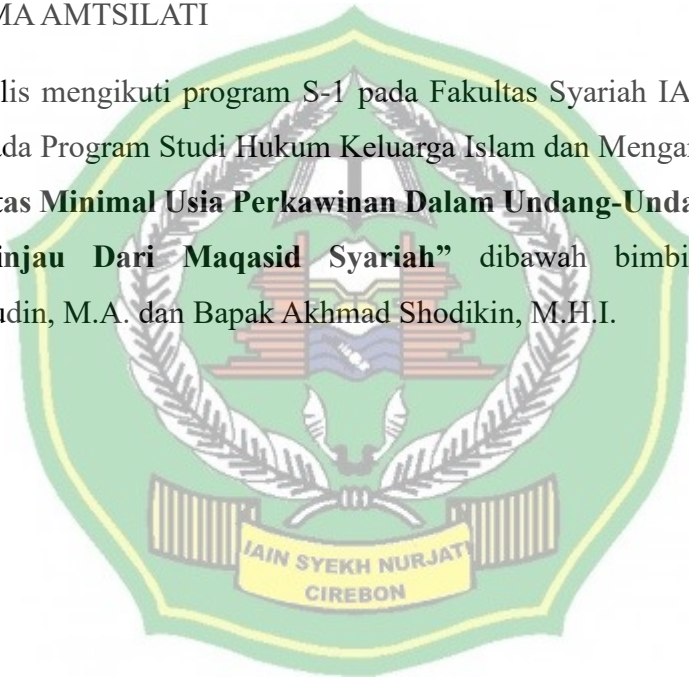 MA AMTSILATI
lis mengikuti program S-1 pada Fakultas Syariah IA
da Program Studi Hukum Keluarga Islam dan Mengar
tas Minimal Usia Perkawinan Dalam Undang-Unda
injau Dari Maqasid Syariah” dibawah bimbi
udin, M.A. dan Bapak Akhmad Shodikin, M.H.I.
IAIN SYEKH NURJATI
CIREBON